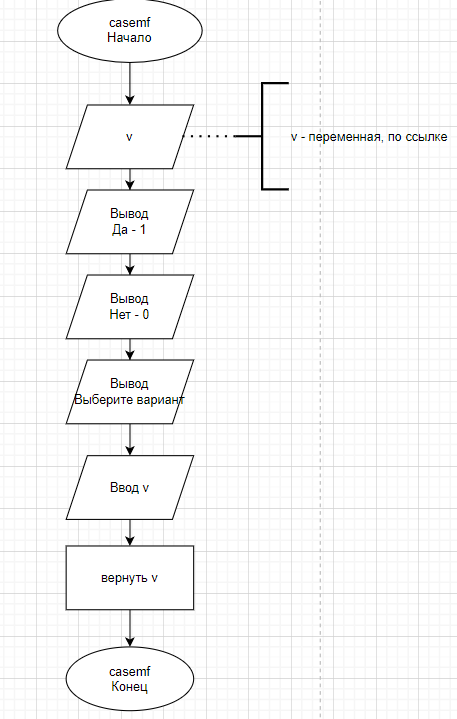 casemf
Начало
v
v - переменная, по ссылке
Вывод
Да - 1
Вывод
Нет - 0
Вывод
Выберите вариант
Ввод v
вернуть v
casemf
Конец